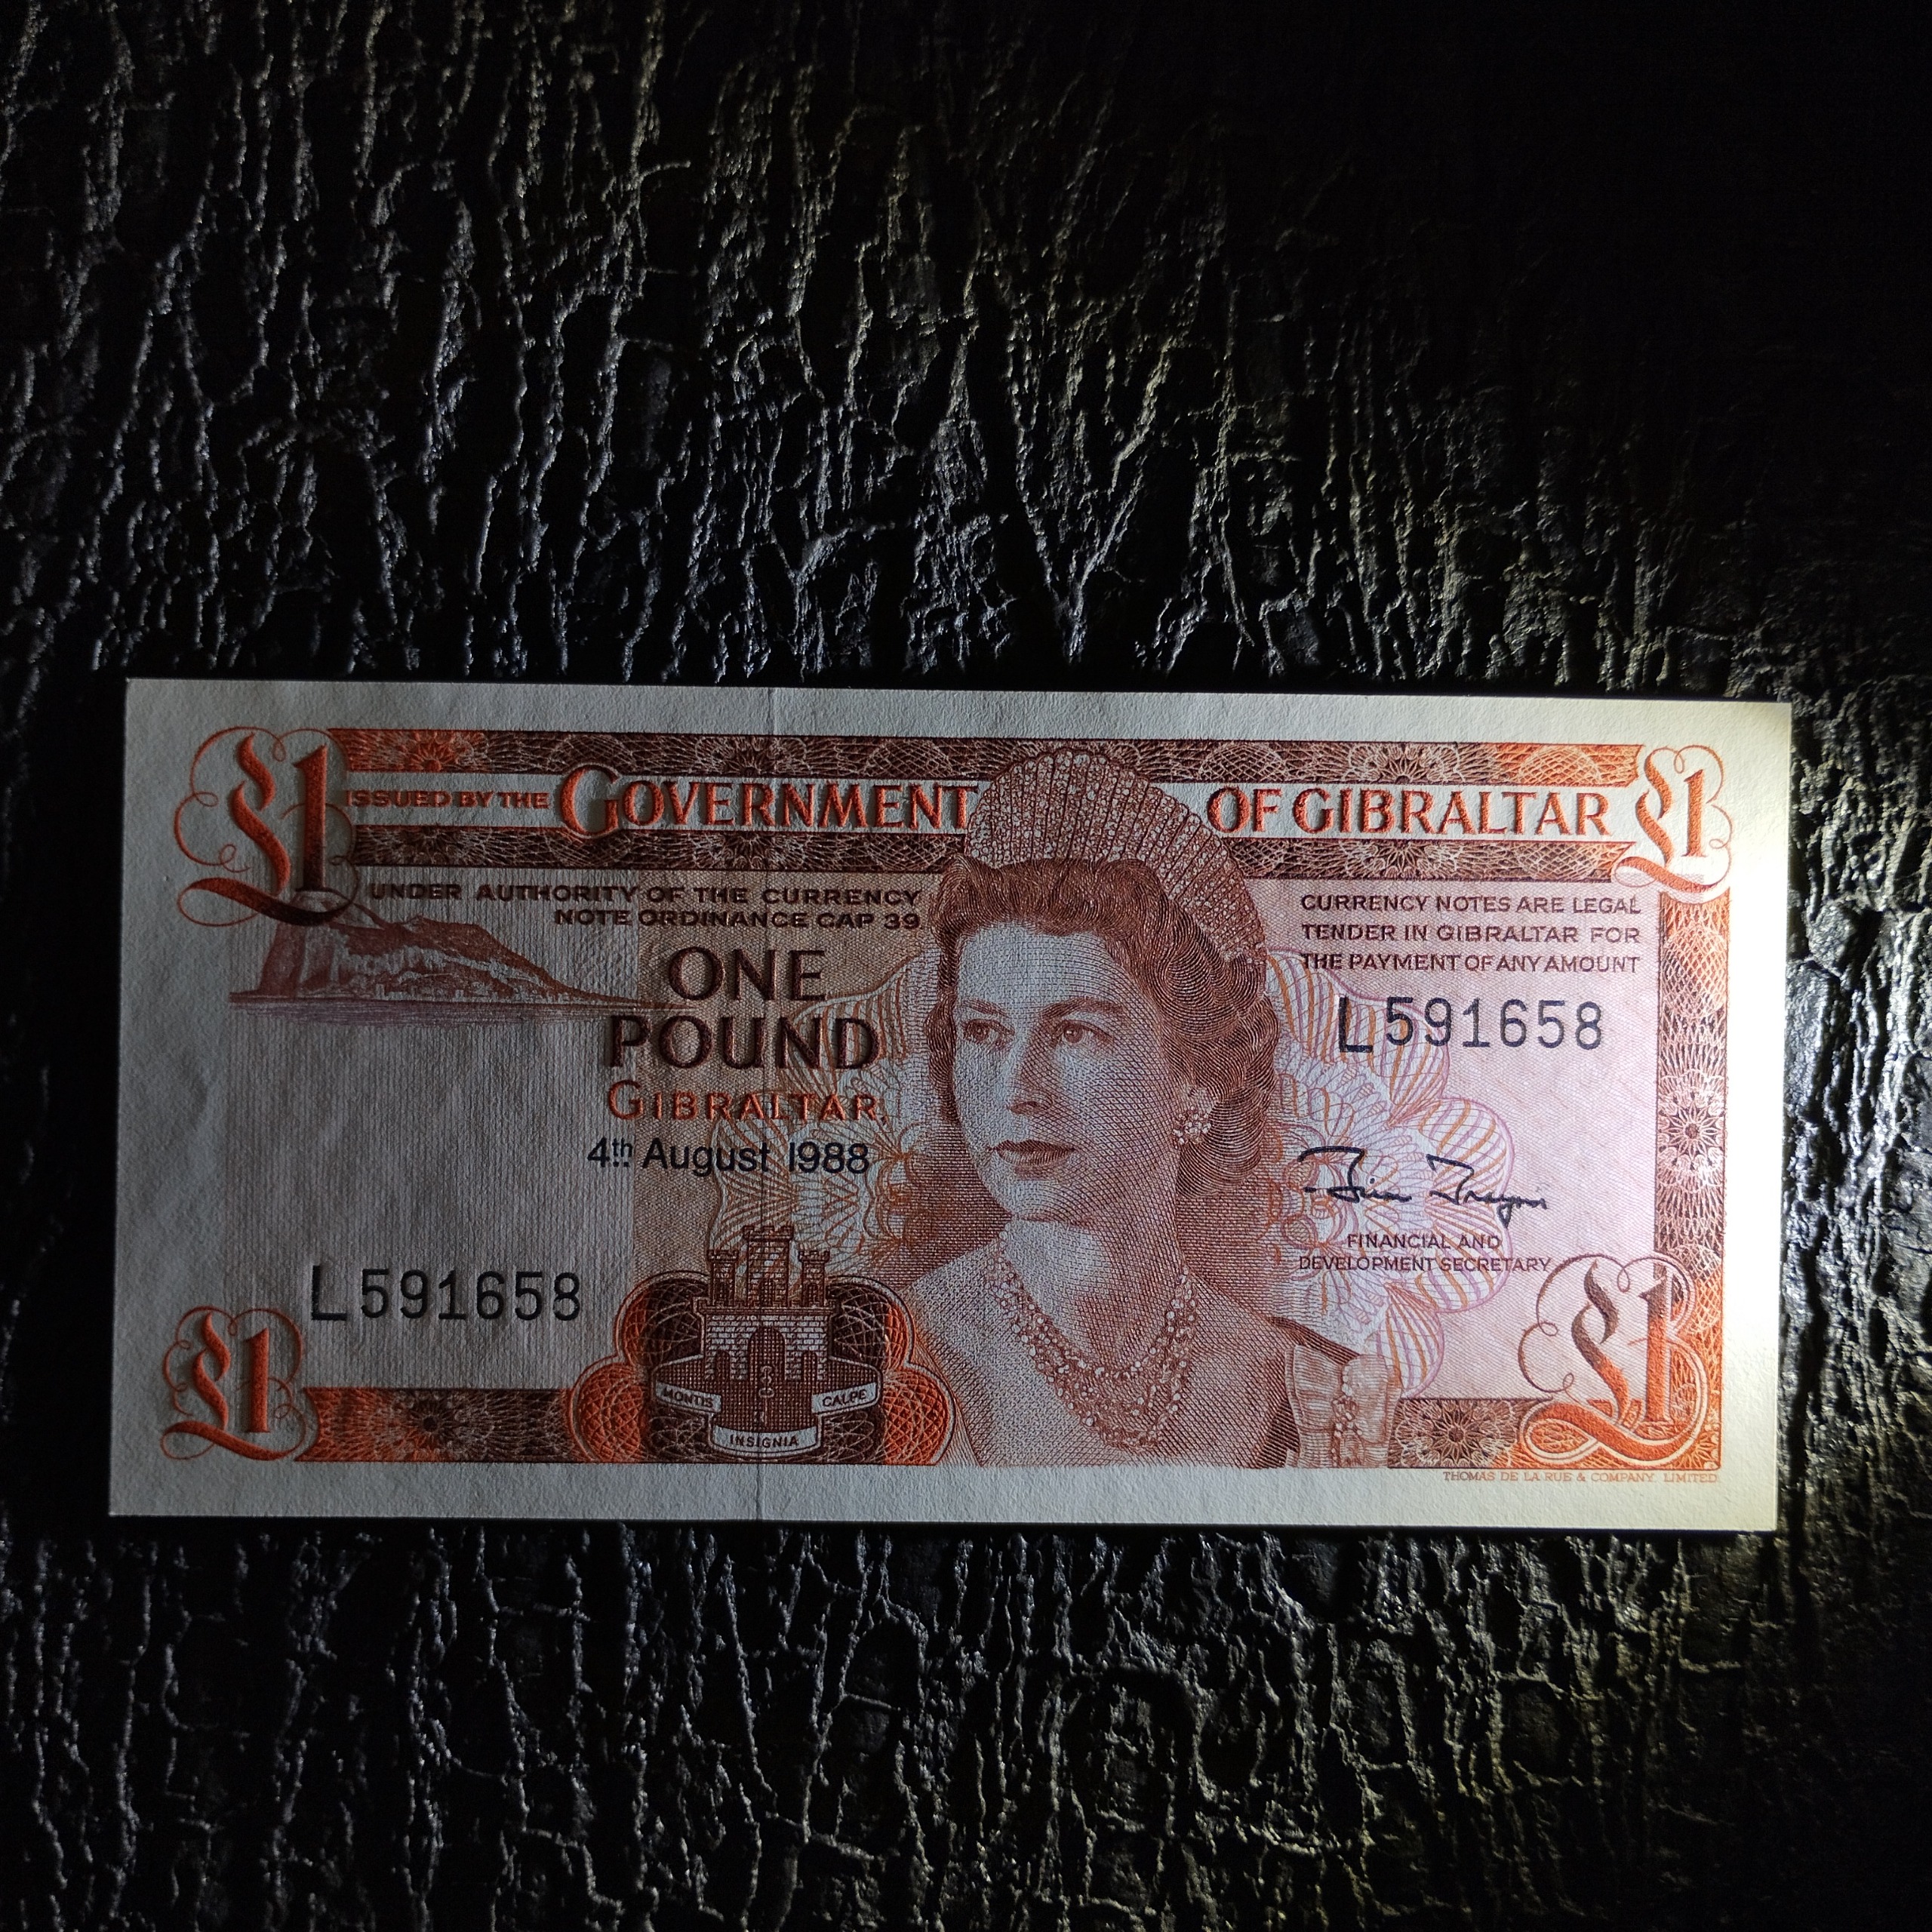 £1
ISSUED BY THE GOVERNMENT OF GIBRALTAR
£1
UNDER AUTHORITY OF THE CURRENCY
NOTE ORDINANCE CAP 39
ONE
POUND
GIBRALTAR
4th August 1988
CURRENCY NOTES ARE LEGAL
TENDER IN GIBRALTAR FOR
THE PAYMENT OF ANY AMOUNT
L591658
FINANCIAL AND
DEVELOPMENT SECRETARY
L591658
£1
MONTIS
CALPE
INSIGNIA
£1
THOMAS DE LA RUE & COMPANY, LIMITED